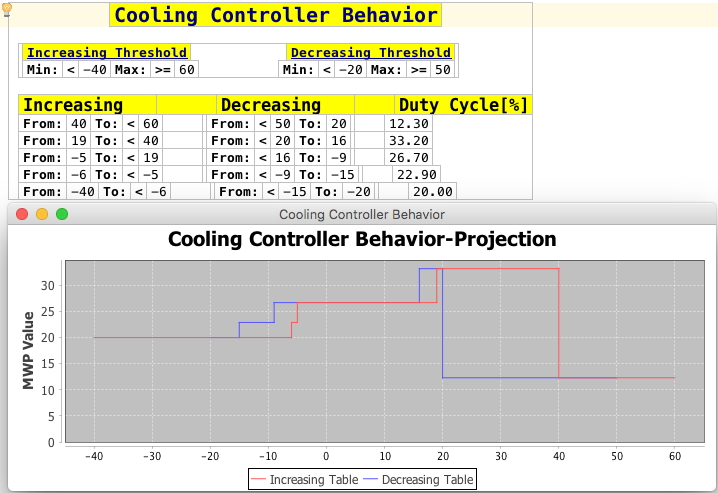 Cooling Controller Behavior
Increasing Threshold Decreasing Threshold
Min: < -40 Max: >= 60 Min: < -20 Max: >= 50
Increasing Decreasing Duty Cycle[%]
From: 40 To: < 60 From: < 50 To: 20 12.30
From: 19 To: < 40 From: < 20 To: 16 33.20
From: -5 To: < 19 From: < 16 To: -9 26.70
From: -6 To: < -5 From: < -9 To: -15 22.90
From: -40 To: < -6 From: < -15 To: -20 20.00
Cooling Controller Behavior
Cooling Controller Behavior-Projection
MWP Value
30
25
20
15
10
5
0
-40 -30 -20 -10 0 10 20 30 40 50 60
Increasing Table Decreasing Table